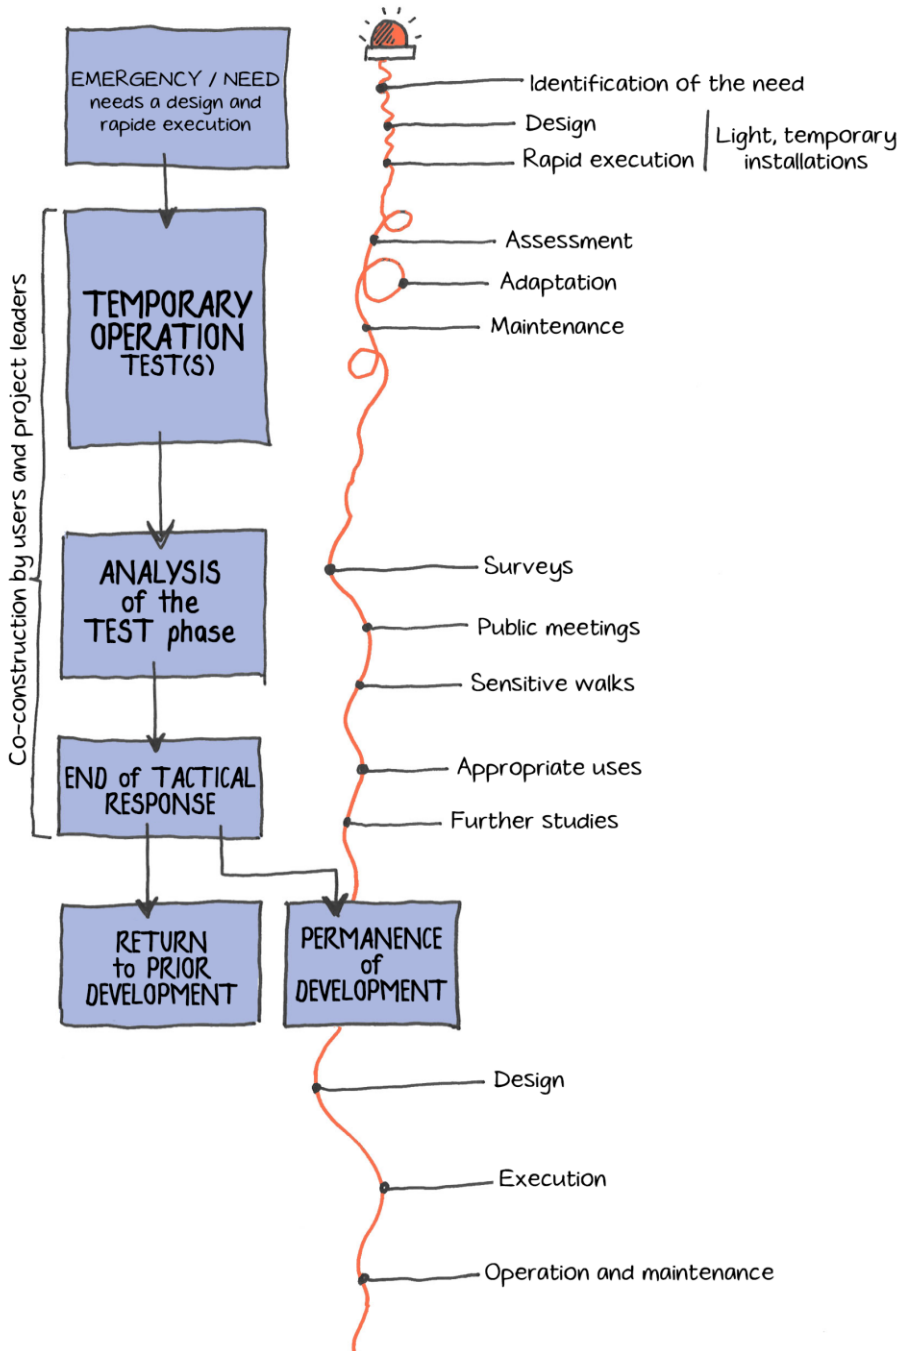 EMERGENCY / NEED
needs a design and
rapide execution
Identification of the need
Design
Rapid execution
Light, temporary
installations
Co-construction by users and project leaders
TEMPORARY
OPERATION
TEST(S)
Assessment
Adaptation
Maintenance
ANALYSIS
of the
TEST phase
Surveys
Public meetings
Sensitive walks
END of TACTICAL
RESPONSE
Appropriate uses
Further studies
RETURN
to PRIOR
DEVELOPMENT
PERMANENCE
of
DEVELOPMENT
Design
Execution
Operation and maintenance